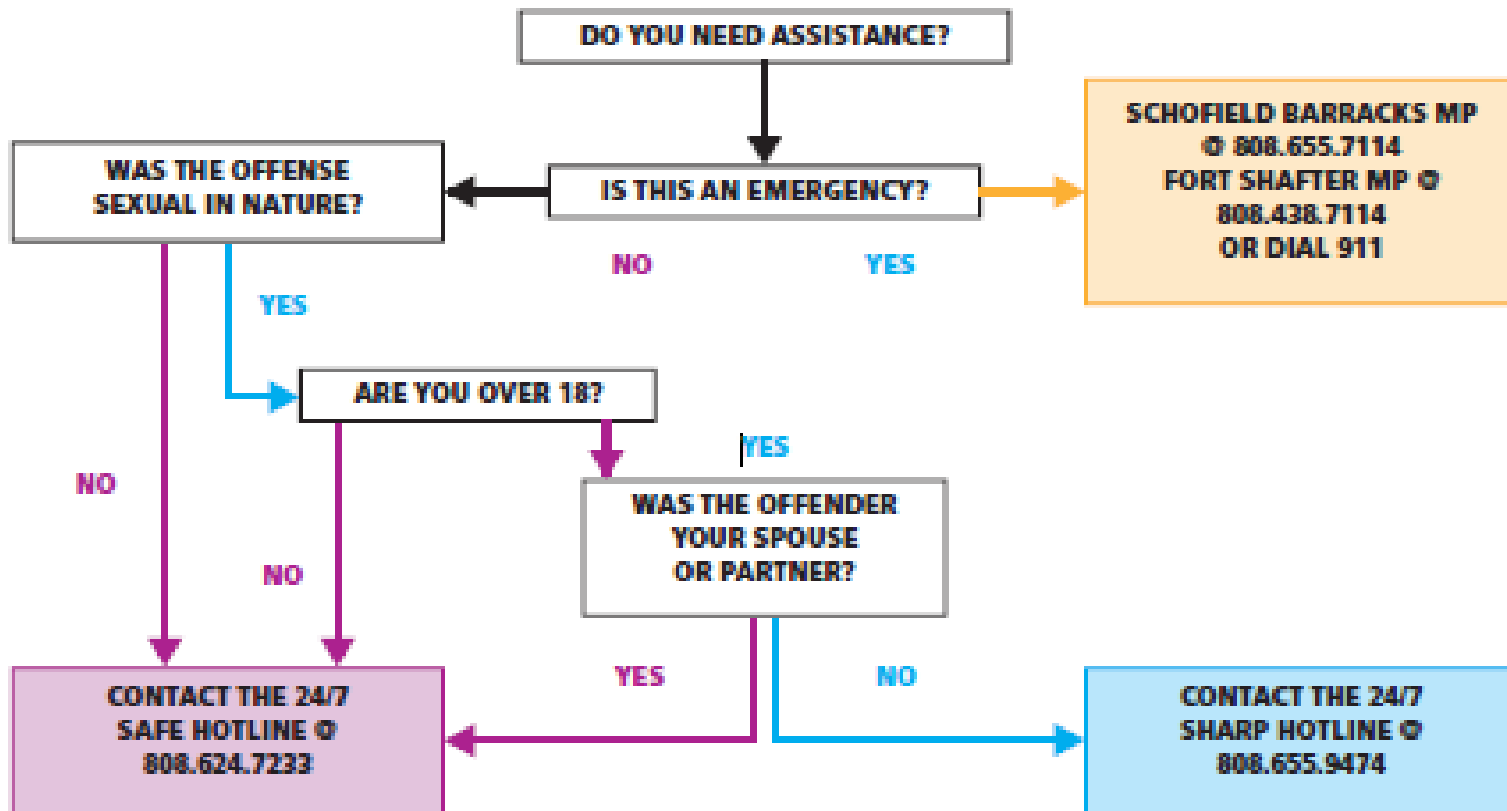 DO YOU NEED ASSISTANCE?
IS THIS AN EMERGENCY?
NO
YES
SCHOFIELD BARRACKS MP
@ 808.655.7114
FORT SHAFTER MP @
808.438.7114
OR DIAL 911
WAS THE OFFENSE
SEXUAL IN NATURE?
YES
NO
ARE YOU OVER 18?
YES
NO
WAS THE OFFENDER
YOUR SPOUSE
OR PARTNER?
YES
NO
CONTACT THE 24/7
SAFE HOTLINE @
808.624.7233
CONTACT THE 24/7
SHARP HOTLINE @
808.655.9474